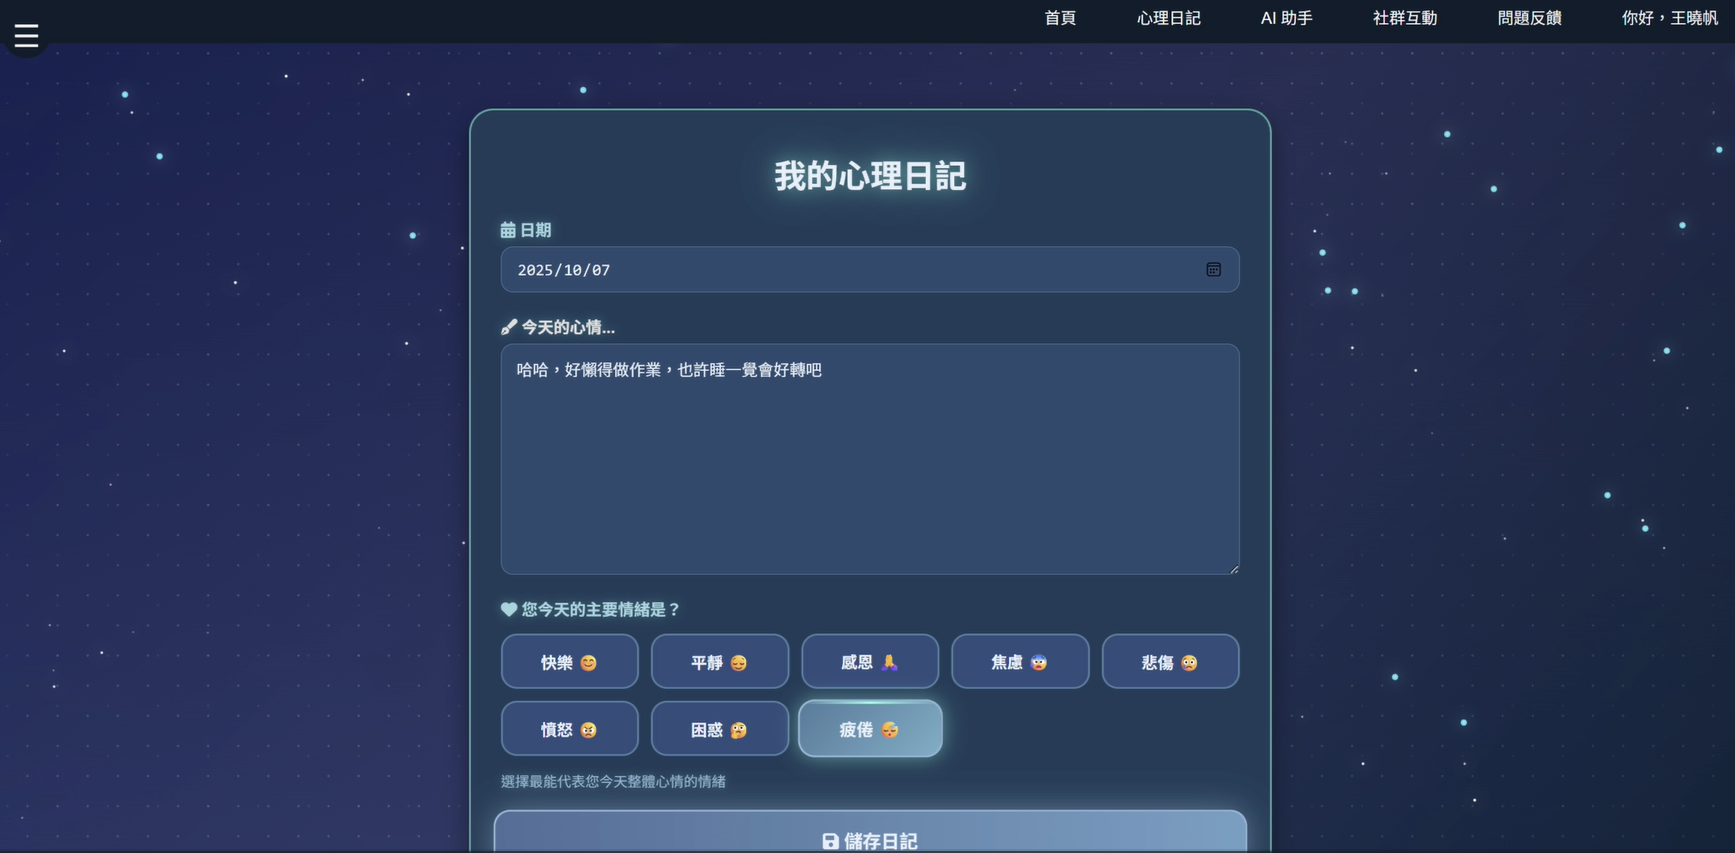 首頁 心理日記 AI 助手 社群互動 問題反饋 你好，王曉帆
我的心理日記
日期
2025/10/07
今天的心情...
哈哈，好懶得做作業，也許睡一覺會好轉吧
您今天的主要情緒是？
快樂 😊 平靜 😌 感恩 🙏 焦慮 😨 悲傷 😢
憤怒 😠 困惑 🤔 疲倦 😴
選擇最能代表您今天整體心情的情緒
儲存日記